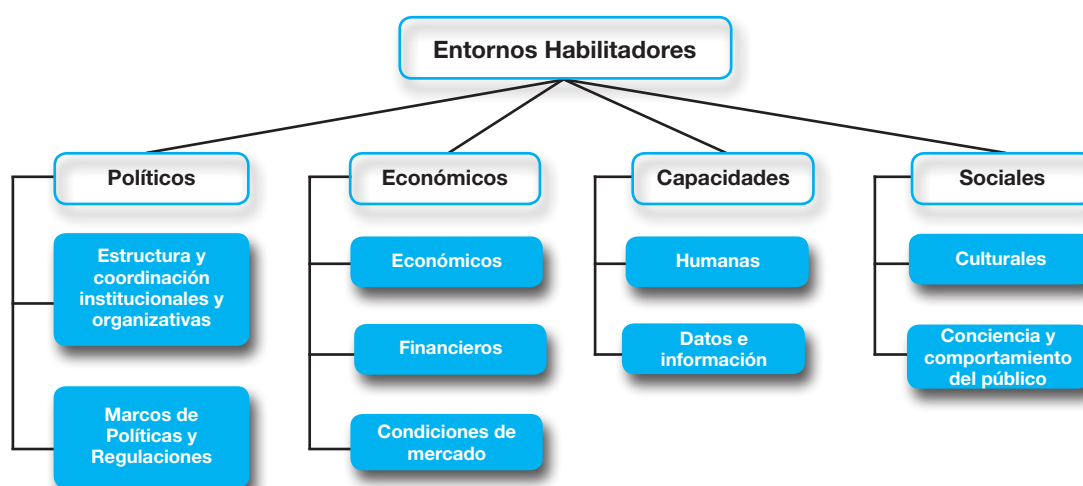 Entornos Habilitadores
Políticos
Económicos
Capacidades
Sociales
Estructura y
coordinación
institucionales y
organizativas
Marcos de
Políticas y
Regulaciones
Económicos
Financieros
Condiciones de
mercado
Humanas
Datos e
información
Culturales
Conciencia y
comportamiento
del público